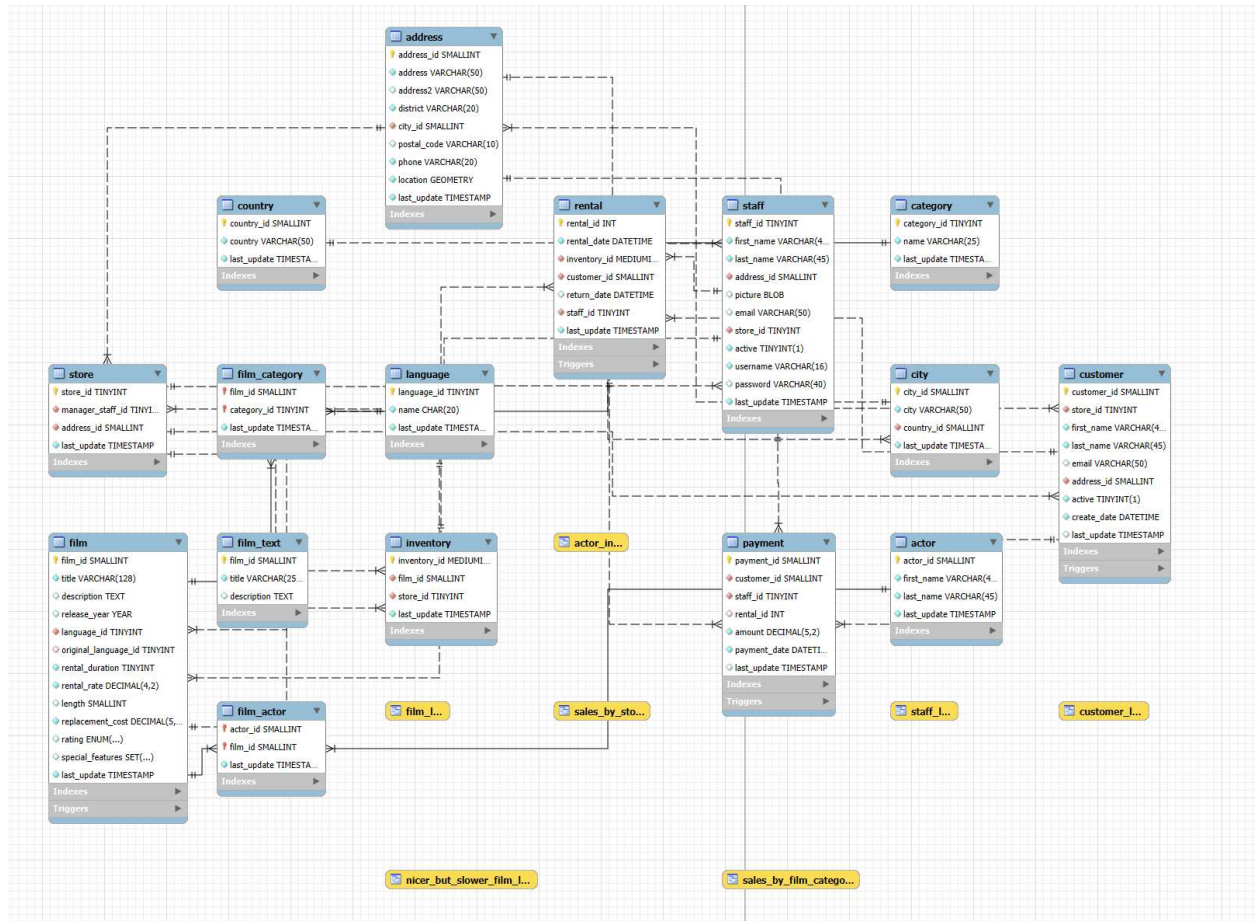 address
address_id SMALLINT
address VARCHAR(50)
address2 VARCHAR(50)
district VARCHAR(20)
city_id SMALLINT
postal_code VARCHAR(10)
phone VARCHAR(20)
location GEOMETRY
last_update TIMESTAMP
Indexes
country
country_id SMALLINT
country VARCHAR(50)
last_update TIMESTA...
Indexes
rental
rental_id INT
rental_date DATETIME
inventory_id MEDIUMI...
customer_id SMALLINT
return_date DATETIME
staff_id TINYINT
last_update TIMESTAMP
Indexes
Triggers
staff
staff_id TINYINT
first_name VARCHAR(4...
last_name VARCHAR(45)
address_id SMALLINT
picture BLOB
email VARCHAR(50)
store_id TINYINT
active TINYINT(1)
username VARCHAR(16)
password VARCHAR(40)
last_update TIMESTAMP
Indexes
category
category_id TINYINT
name VARCHAR(25)
last_update TIMESTA...
Indexes
store
store_id TINYINT
manager_staff_id TINYI...
address_id SMALLINT
last_update TIMESTAMP
Indexes
film_category
film_id SMALLINT
category_id TINYINT
last_update TIMESTA...
Indexes
language
language_id TINYINT
name CHAR(20)
last_update TIMESTA...
Indexes
city
city_id SMALLINT
city VARCHAR(50)
country_id SMALLINT
last_update TIMESTA...
Indexes
customer
customer_id SMALLINT
store_id TINYINT
first_name VARCHAR(4...
last_name VARCHAR(45)
email VARCHAR(50)
address_id SMALLINT
active TINYINT(1)
create_date DATETIME
last_update TIMESTAMP
Indexes
Triggers
film
film_id SMALLINT
title VARCHAR(128)
description TEXT
release_year YEAR
language_id TINYINT
original_language_id TINYINT
rental_duration TINYINT
rental_rate DECIMAL(4,2)
length SMALLINT
replacement_cost DECIMAL(5,...
rating ENUM(...)
special_features SET(...)
last_update TIMESTAMP
Indexes
Triggers
film_text
film_id SMALLINT
title VARCHAR(25...
description TEXT
Indexes
inventory
inventory_id MEDIUMI...
film_id SMALLINT
store_id TINYINT
last_update TIMESTAMP
Indexes
actor_in...
payment
payment_id SMALLINT
customer_id SMALLINT
staff_id TINYINT
rental_id INT
amount DECIMAL(5,2)
payment_date DATETI...
last_update TIMESTAMP
Indexes
Triggers
actor
actor_id SMALLINT
first_name VARCHAR(4...
last_name VARCHAR(45)
last_update TIMESTAMP
Indexes
film_actor
actor_id SMALLINT
film_id SMALLINT
last_update TIMESTA...
Indexes
film_l...
sales_by_sto...
staff_l...
customer_l...
nicer_but_slower_film_l...
sales_by_film_catego...